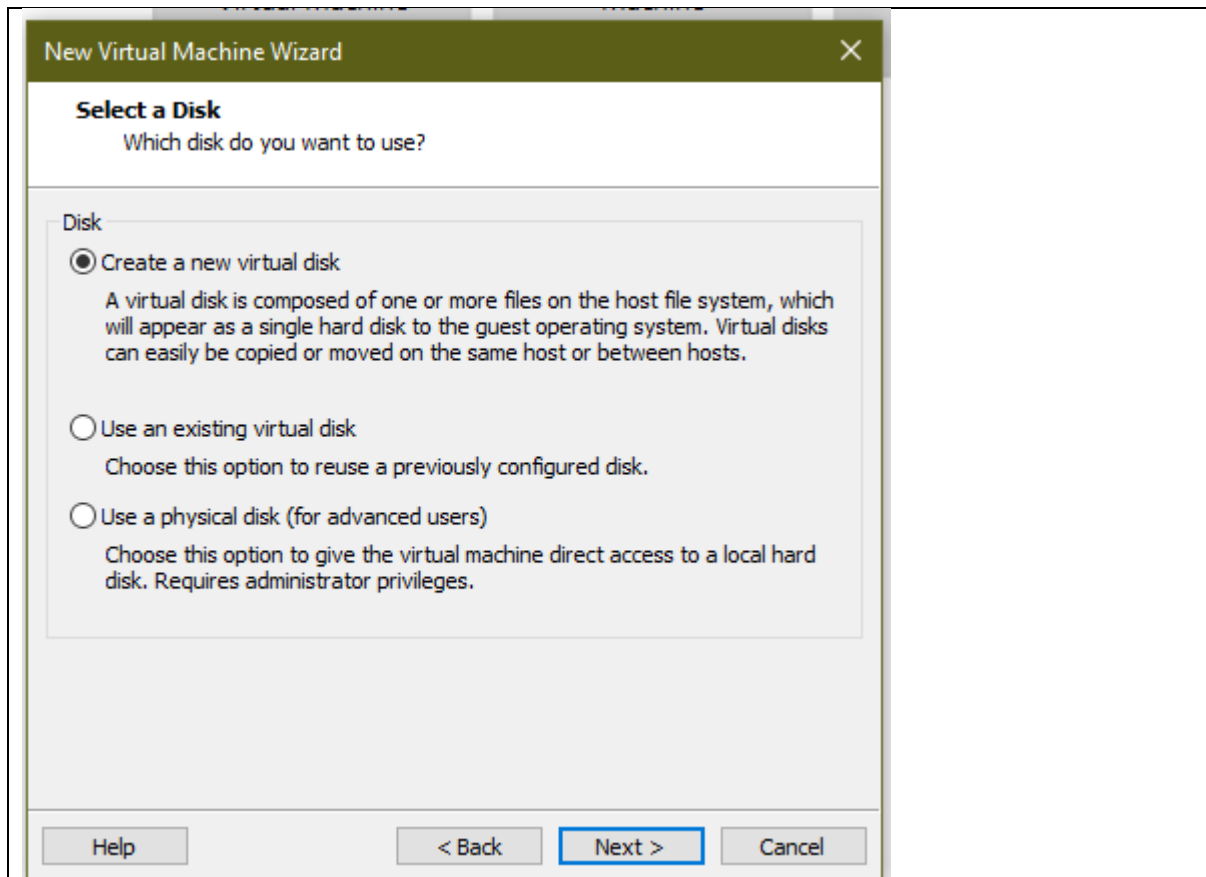 New Virtual Machine Wizard
Select a Disk
Which disk do you want to use?
Disk
Create a new virtual disk
A virtual disk is composed of one or more files on the host file system, which
will appear as a single hard disk to the guest operating system. Virtual disks
can easily be copied or moved on the same host or between hosts.
Use an existing virtual disk
Choose this option to reuse a previously configured disk.
Use a physical disk (for advanced users)
Choose this option to give the virtual machine direct access to a local hard
disk. Requires administrator privileges.
Help < Back Next > Cancel